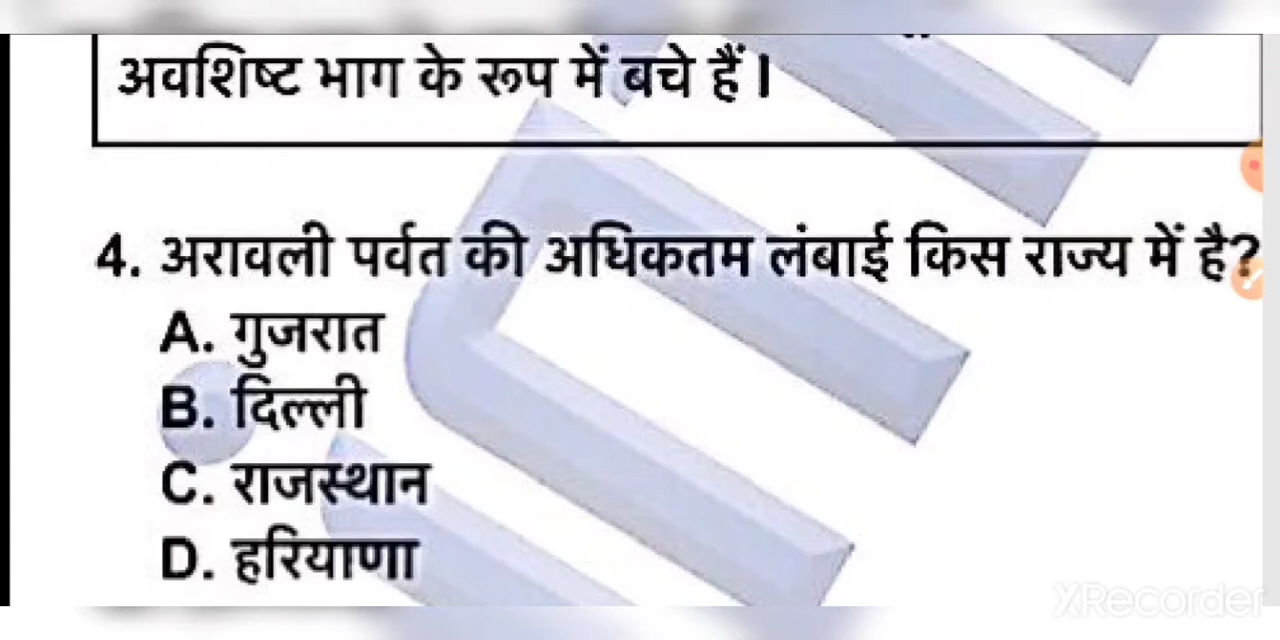 अवशिष्ट भाग के रूप में बचे हैं।
4. अरावली पर्वत की अधिकतम लंबाई किस राज्य में है?
A. गुजरात
B. दिल्ली
C. राजस्थान
D. हरियाणा
XRecorder